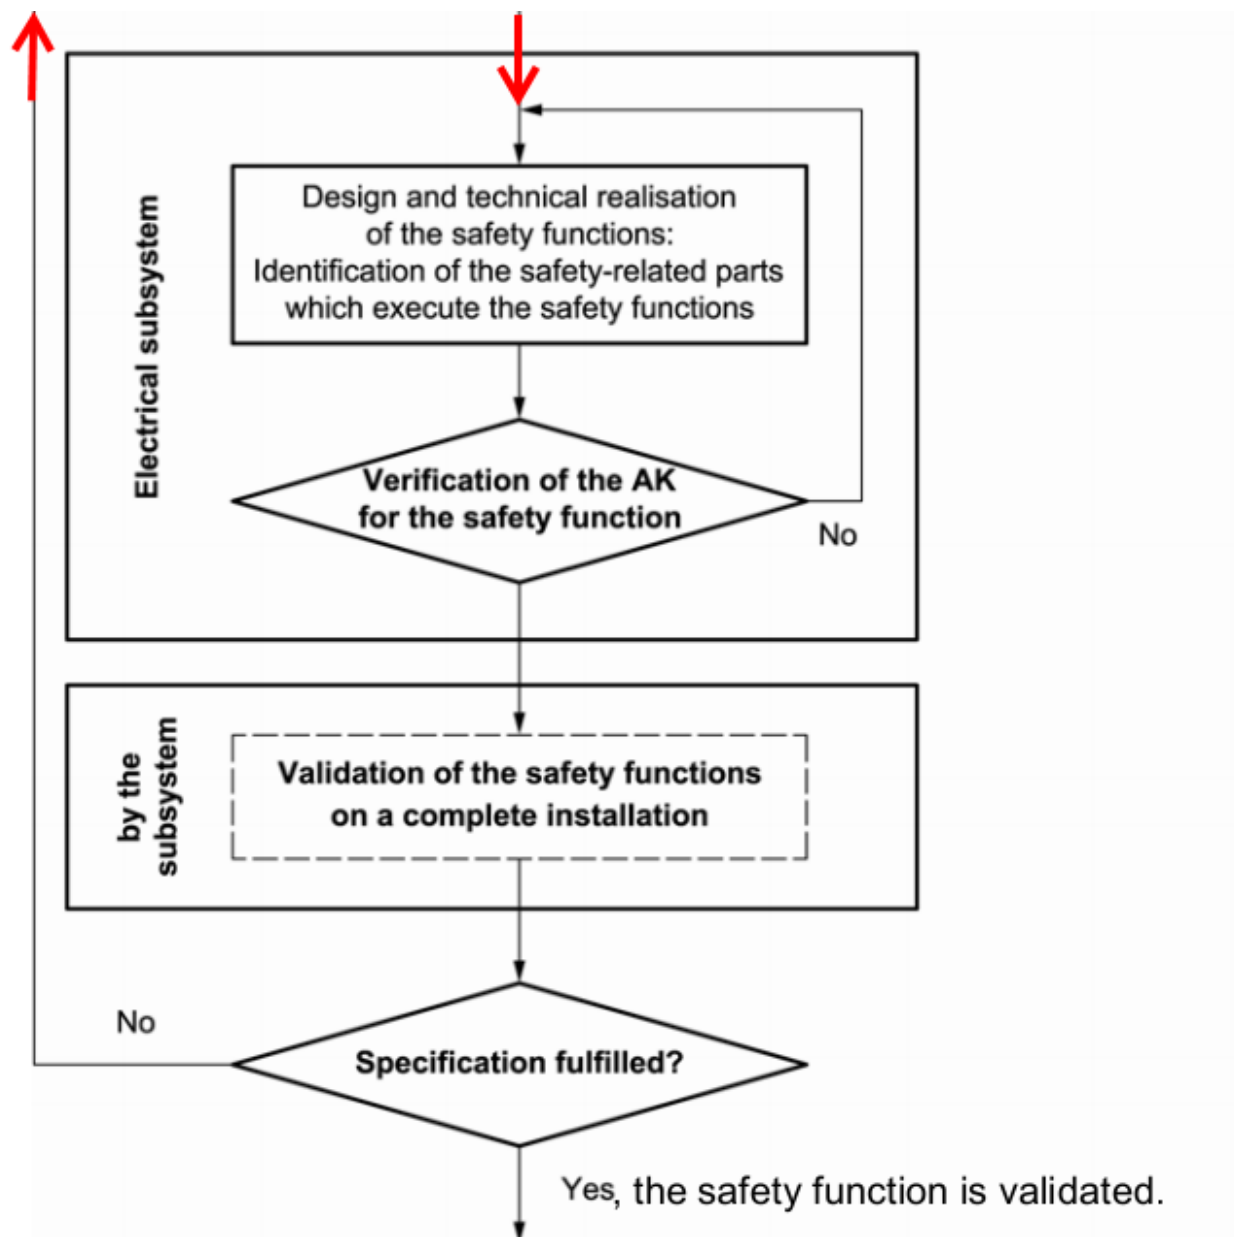 Electrical subsystem
Design and technical realisation
of the safety functions:
Identification of the safety-related parts
which execute the safety functions
Verification of the AK
for the safety function
No
by the
subsystem
Validation of the safety functions
on a complete installation
No
Specification fulfilled?
Yes, the safety function is validated.